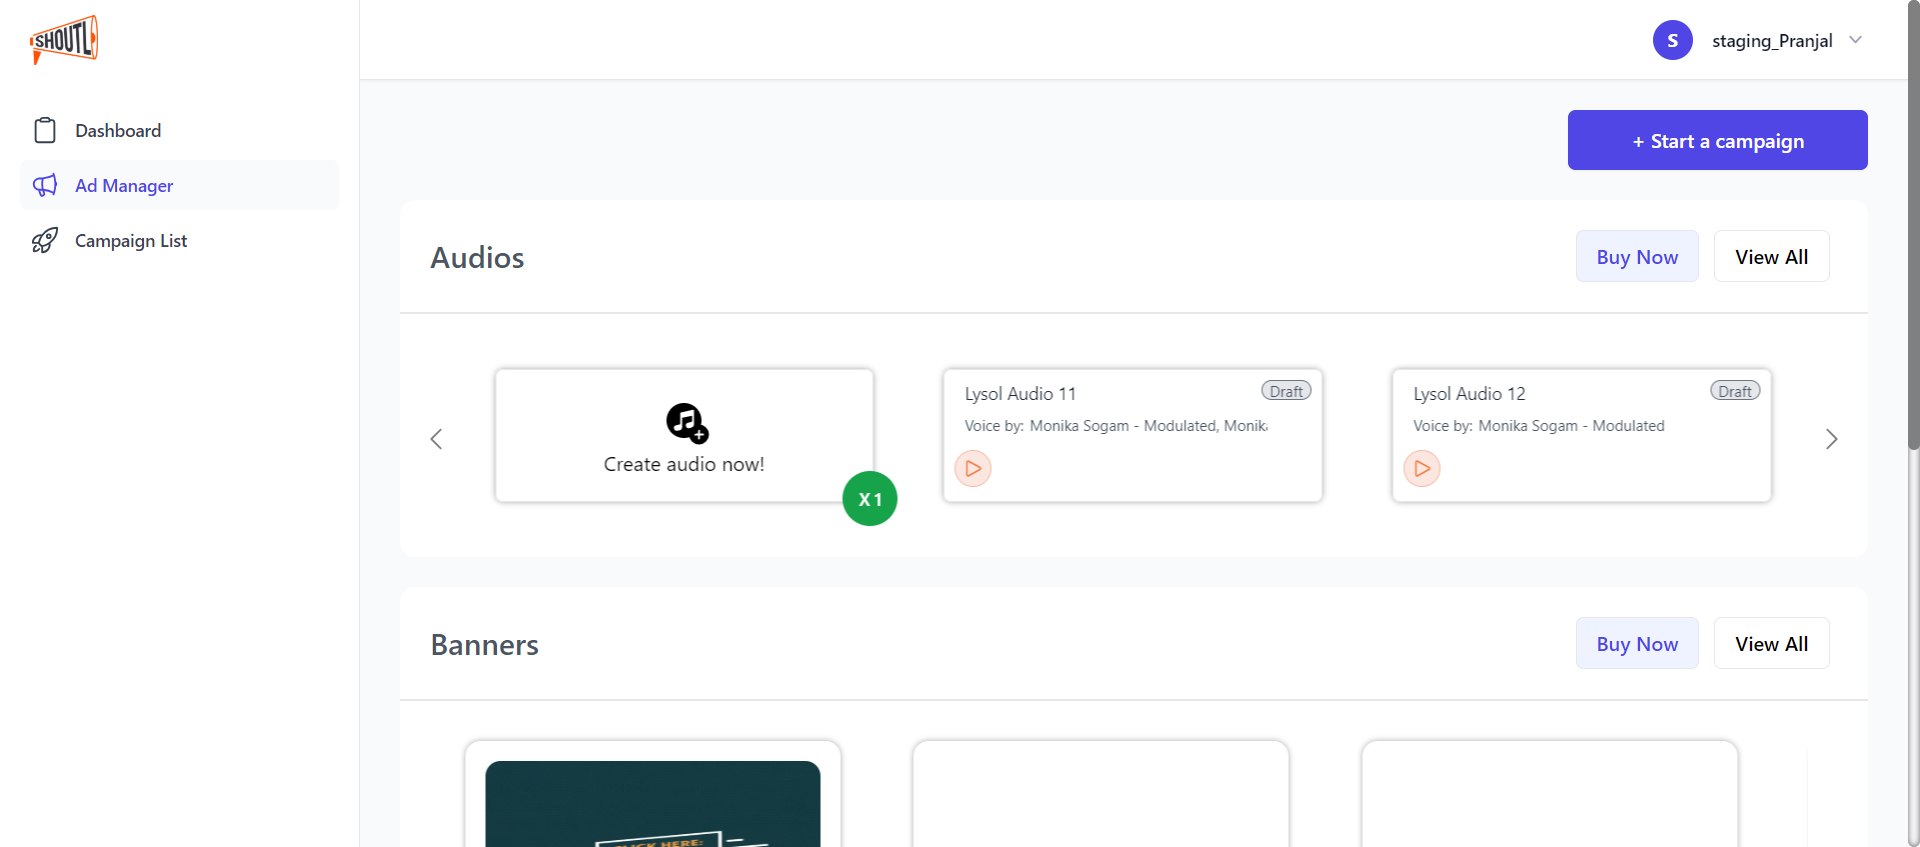 SHOUTL
S
staging_Pranjal
Dashboard
Ad Manager
Campaign List
+ Start a campaign
Audios
Buy Now
View All
Create audio now!
X 1
Lysol Audio 11
Draft
Voice by: Monika Sogam - Modulated, Monik
Lysol Audio 12
Draft
Voice by: Monika Sogam - Modulated
Banners
Buy Now
View All
CLICK HERE: